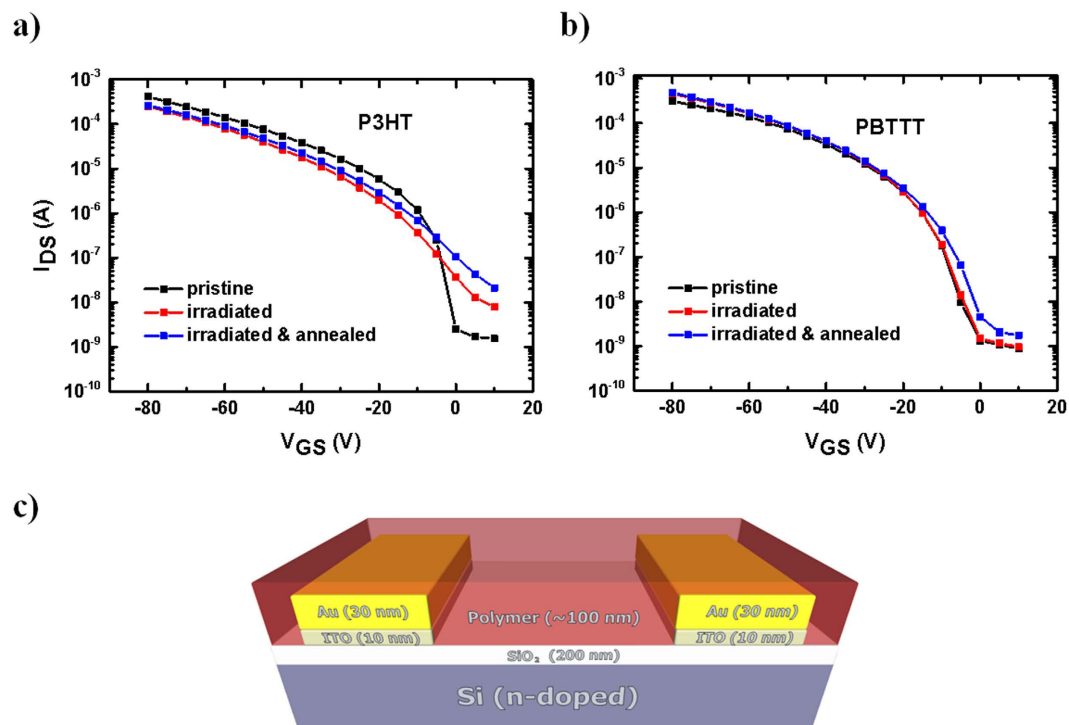 a)
P3HT
10⁻³
10⁻⁴
10⁻⁵
10⁻⁶
10⁻⁷
10⁻⁸
10⁻⁹
10⁻¹⁰
I_DS (A)
pristine
irradiated
irradiated & annealed
-80 -60 -40 -20 0 20
V_GS (V)
b)
PBTTT
10⁻³
10⁻⁴
10⁻⁵
10⁻⁶
10⁻⁷
10⁻⁸
10⁻⁹
10⁻¹⁰
pristine
irradiated
irradiated & annealed
-80 -60 -40 -20 0 20
V_GS (V)
c)
Au (30 nm) Polymer (~100 nm) Au (30 nm)
ITO (10 nm) ITO (10 nm)
SiO₂ (200 nm)
Si (n-doped)